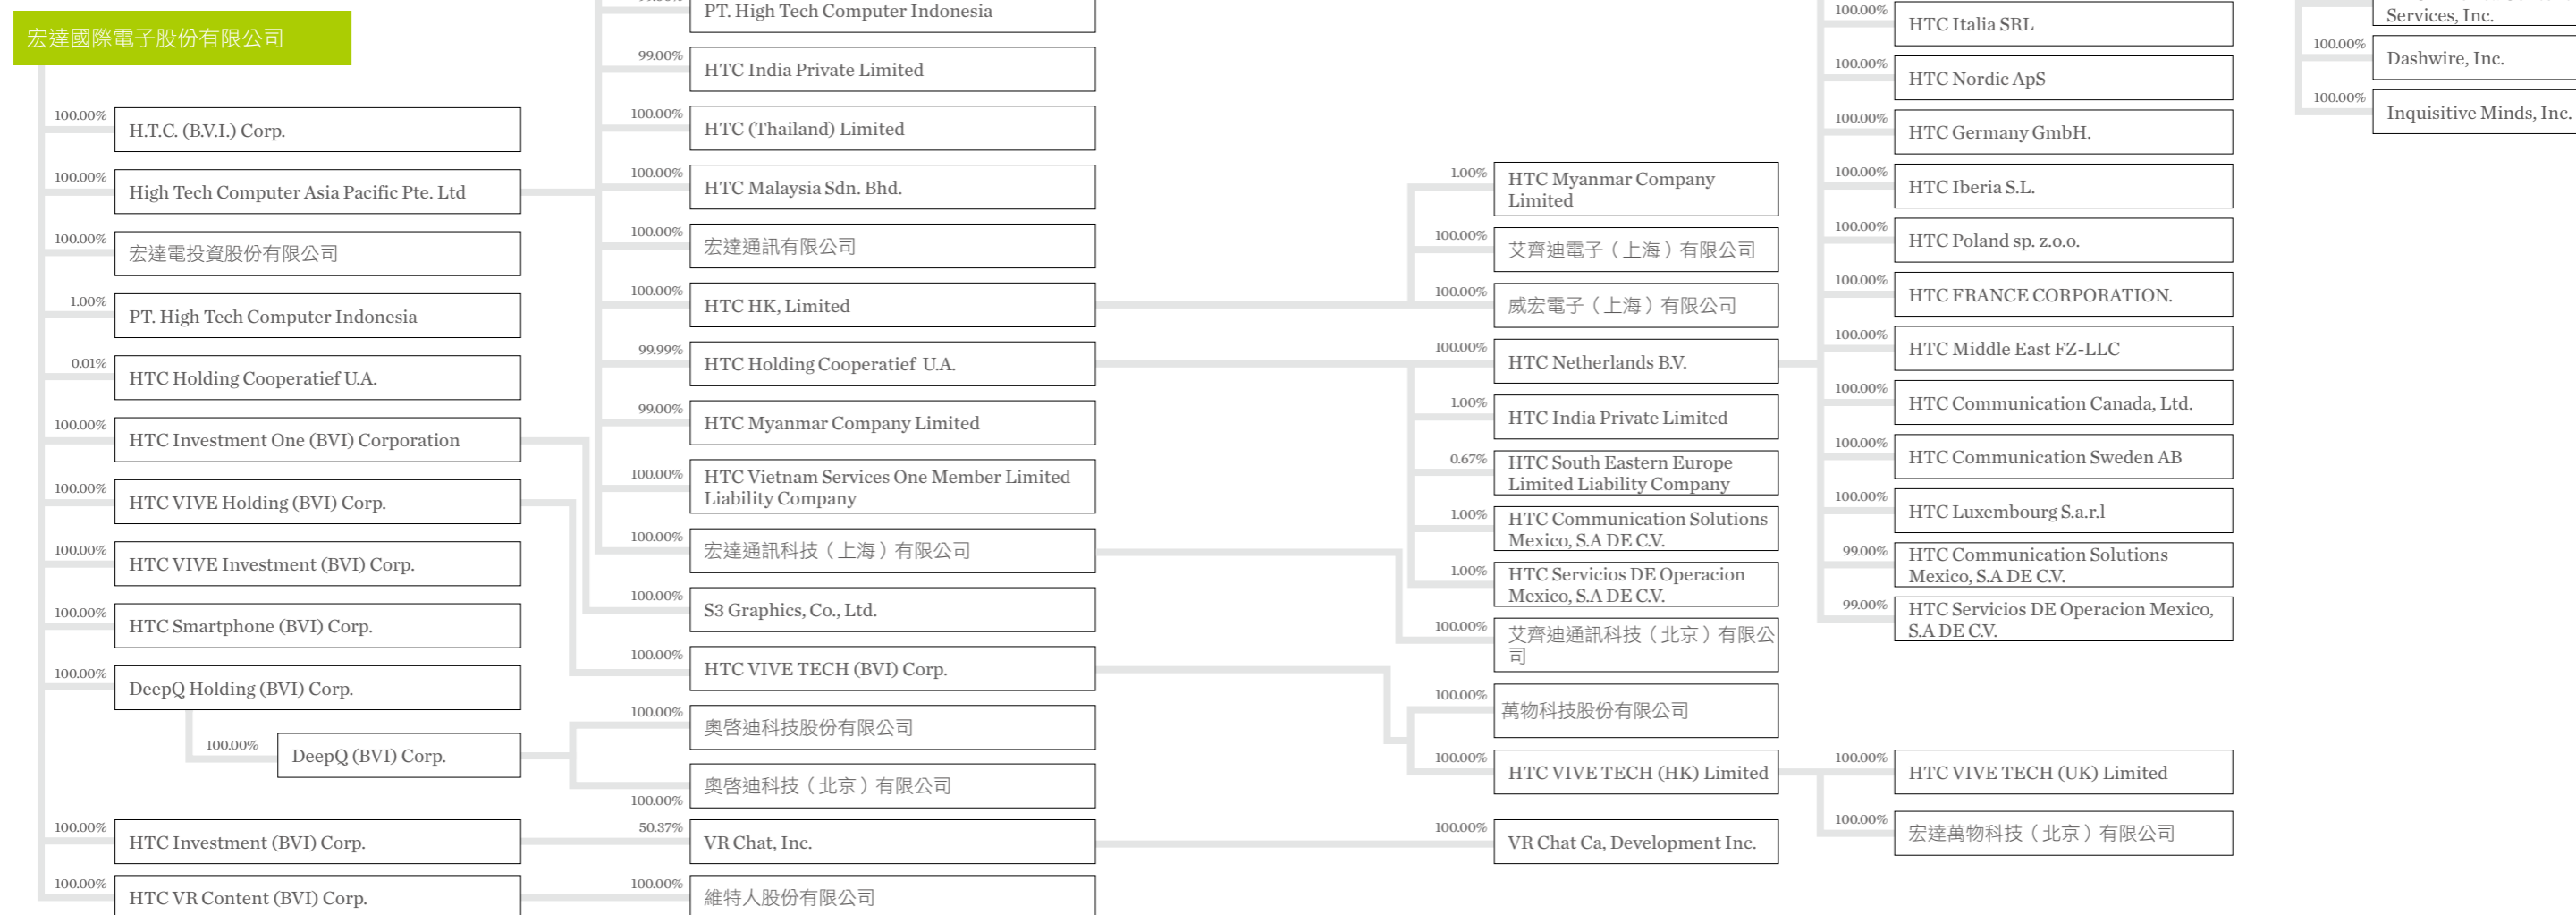 宏達國際電子股份有限公司
100.00%
H.T.C. (B.V.I.) Corp.
100.00%
High Tech Computer Asia Pacific Pte. Ltd
100.00%
宏達電投資股份有限公司
1.00%
PT. High Tech Computer Indonesia
0.01%
HTC Holding Cooperatief U.A.
100.00%
HTC Investment One (BVI) Corporation
100.00%
HTC VIVE Holding (BVI) Corp.
100.00%
HTC VIVE Investment (BVI) Corp.
100.00%
HTC Smartphone (BVI) Corp.
100.00%
DeepQ Holding (BVI) Corp.
100.00%
DeepQ (BVI) Corp.
100.00%
HTC Investment (BVI) Corp.
100.00%
HTC VR Content (BVI) Corp.
PT. High Tech Computer Indonesia
99.00%
HTC India Private Limited
100.00%
HTC (Thailand) Limited
100.00%
HTC Malaysia Sdn. Bhd.
100.00%
宏達通訊有限公司
100.00%
HTC HK, Limited
99.99%
HTC Holding Cooperatief U.A.
99.00%
HTC Myanmar Company Limited
100.00%
HTC Vietnam Services One Member Limited
Liability Company
100.00%
宏達通訊科技（上海）有限公司
100.00%
S3 Graphics, Co., Ltd.
100.00%
HTC VIVE TECH (BVI) Corp.
100.00%
奧啓迪科技股份有限公司
奧啓迪科技（北京）有限公司
100.00%
50.37%
VR Chat, Inc.
100.00%
維特人股份有限公司
1.00%
HTC Myanmar Company
Limited
100.00%
艾齊迪電子（上海）有限公司
100.00%
威宏電子（上海）有限公司
100.00%
HTC Netherlands B.V.
1.00%
HTC India Private Limited
0.67%
HTC South Eastern Europe
Limited Liability Company
1.00%
HTC Communication Solutions
Mexico, S.A DE C.V.
1.00%
HTC Servicios DE Operacion
Mexico, S.A DE C.V.
100.00%
艾齊迪通訊科技（北京）有限公
司
100.00%
萬物科技股份有限公司
100.00%
HTC VIVE TECH (HK) Limited
100.00%
VR Chat Ca, Development Inc.
100.00%
HTC Italia SRL
100.00%
HTC Nordic ApS
100.00%
HTC Germany GmbH.
100.00%
HTC Iberia S.L.
100.00%
HTC Poland sp. z.o.o.
100.00%
HTC FRANCE CORPORATION.
100.00%
HTC Middle East FZ-LLC
100.00%
HTC Communication Canada, Ltd.
100.00%
HTC Communication Sweden AB
100.00%
HTC Luxembourg S.a.r.l
99.00%
HTC Communication Solutions
Mexico, S.A DE C.V.
99.00%
HTC Servicios DE Operacion Mexico,
S.A DE C.V.
100.00%
HTC VIVE TECH (UK) Limited
100.00%
宏達萬物科技（北京）有限公司
Services, Inc.
100.00%
Dashwire, Inc.
100.00%
Inquisitive Minds, Inc.